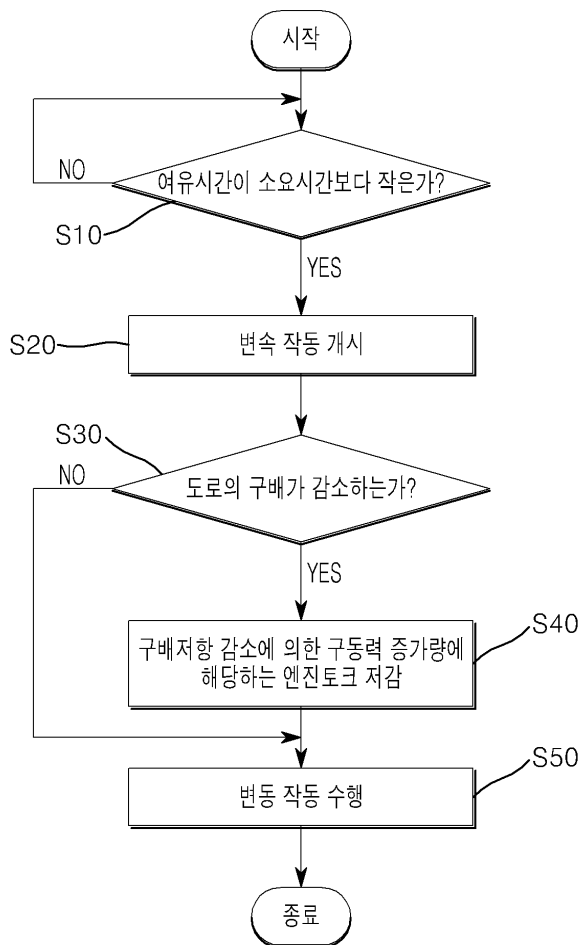 시작
NO
여유시간이 소요시간보다 작은가?
S10
YES
S20
변속 작동 개시
S30
NO
도로의 구배가 감소하는가?
YES
S40
구배저항 감소에 의한 구동력 증가량에
해당하는 엔진토크 저감
S50
변동 작동 수행
종료